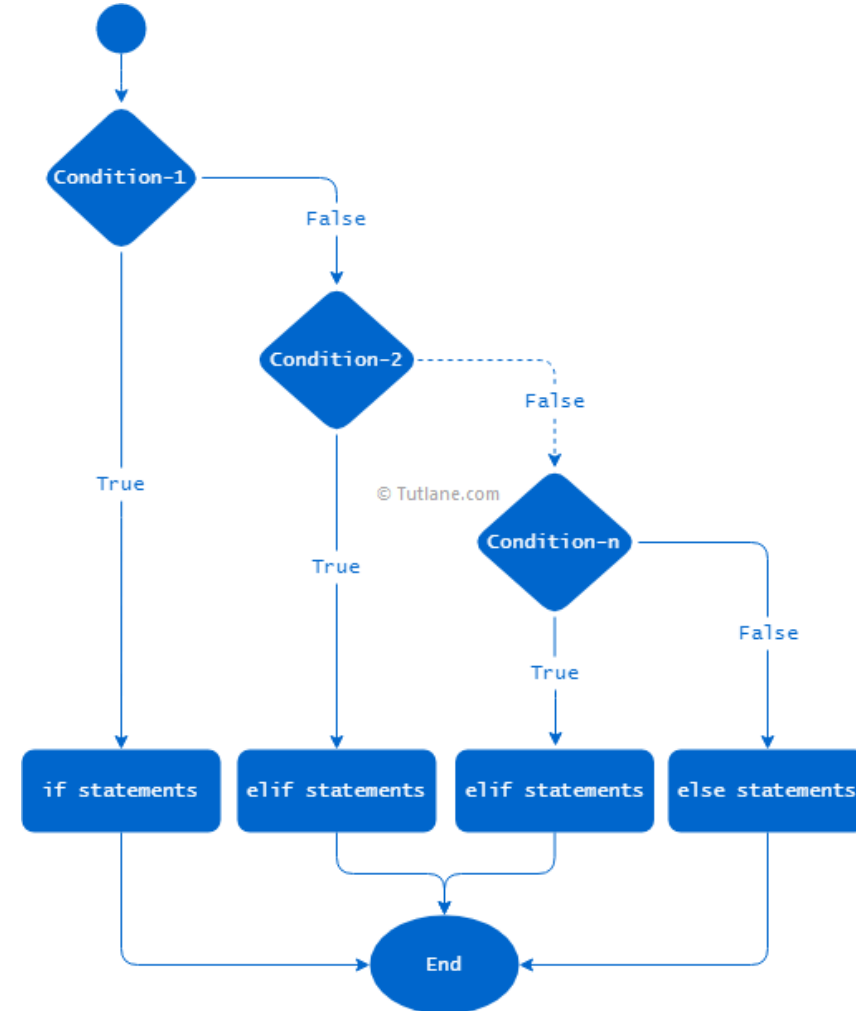 Condition-1
False
Condition-2
False
True
© Tutlane.com
Condition-n
True
False
True
if statements
elif statements
elif statements
else statements
End